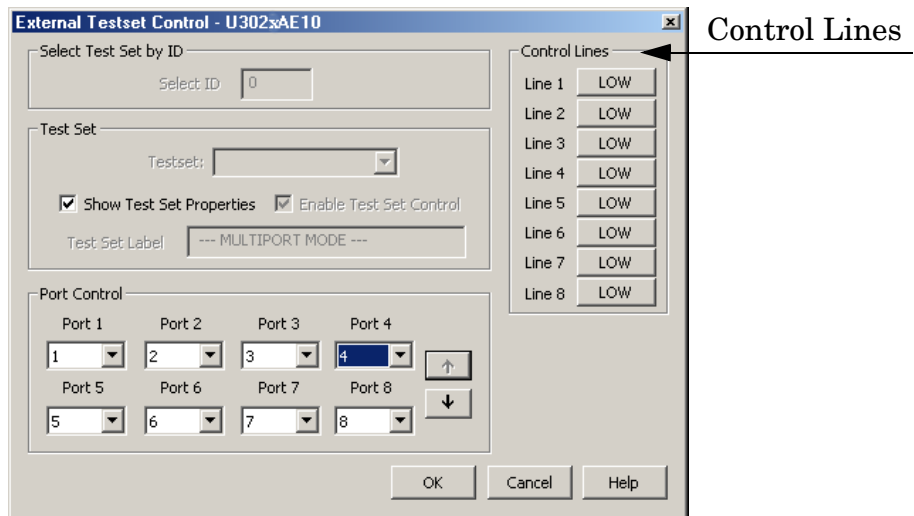 External Testset Control - U302xAE10
Control Lines
Select Test Set by ID
Select ID 0
Test Set
Testset:
Show Test Set Properties Enable Test Set Control
Test Set Label --- MULTIPORT MODE ---
Port Control
Port 1 Port 2 Port 3 Port 4
1 2 3 4
Port 5 Port 6 Port 7 Port 8
5 6 7 8
Control Lines
Line 1 LOW
Line 2 LOW
Line 3 LOW
Line 4 LOW
Line 5 LOW
Line 6 LOW
Line 7 LOW
Line 8 LOW
OK Cancel Help